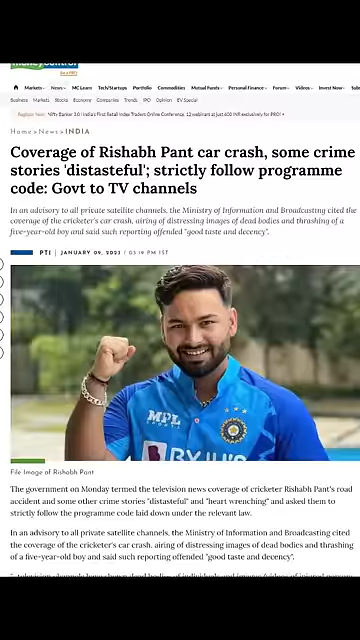 moneycontrol
Markets News MC Learn Tech/Startups Portfolio Commodities Mutual Funds Personal Finance Forum Videos Invest Now
Business Markets Stocks Economy Companies Trends IPO Opinion EV Special
Home > News > INDIA
Coverage of Rishabh Pant car crash, some crime
stories 'distasteful'; strictly follow programme
code: Govt to TV channels
In an advisory to all private satellite channels, the Ministry of Information and Broadcasting cited the
coverage of the cricketer's car crash, airing of distressing images of dead bodies and thrashing of a
five-year-old boy and said such reporting offended "good taste and decency".
PTI | JANUARY 09, 2023 / 05:19 PM IST
MPL
SPORTS
BYJU'S
File Image of Rishabh Pant
The government on Monday termed the television news coverage of cricketer Rishabh Pant's road
accident and some other crime stories "distasteful" and "heart wrenching" and asked them to
strictly follow the programme code laid down under the relevant law.
In an advisory to all private satellite channels, the Ministry of Information and Broadcasting
cited the coverage of the cricketer's car crash, airing of distressing images of dead bodies and thrashing
of a five-year-old boy and said such reporting offended "good taste and decency".